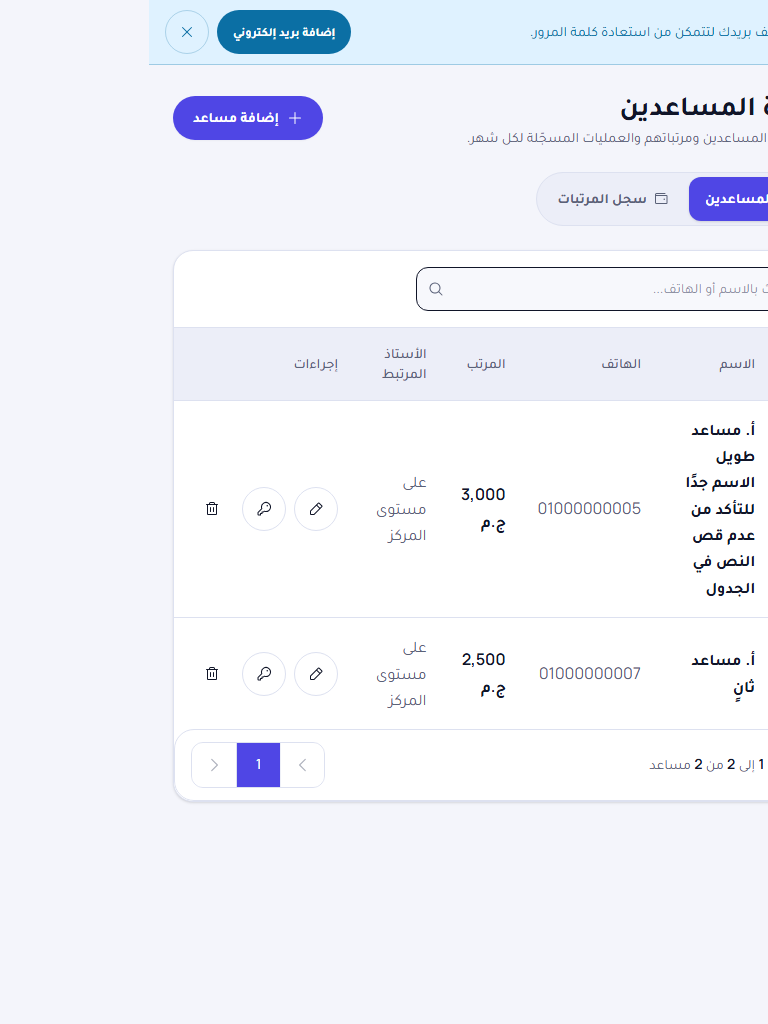 بريدك لتتمكن من استعادة كلمة المرور.
إضافة بريد إلكتروني
المساعدين
إضافة مساعد
المساعدين ومرتباتهم والعمليات المسجّلة لكل شهر.
المساعدين
سجل المرتبات
بالاسم أو الهاتف...
الاسم
الهاتف
المرتب
الأستاذ
المرتبط
إجراءات
أ. مساعد
طويل
الاسم جدًا
للتأكد من
عدم قص
النص في
الجدول
01000000005
3,000
ج.م
على
مستوى
المركز
أ. مساعد
ثانٍ
01000000007
2,500
ج.م
على
مستوى
المركز
1 إلى 2 من 2 مساعد
1